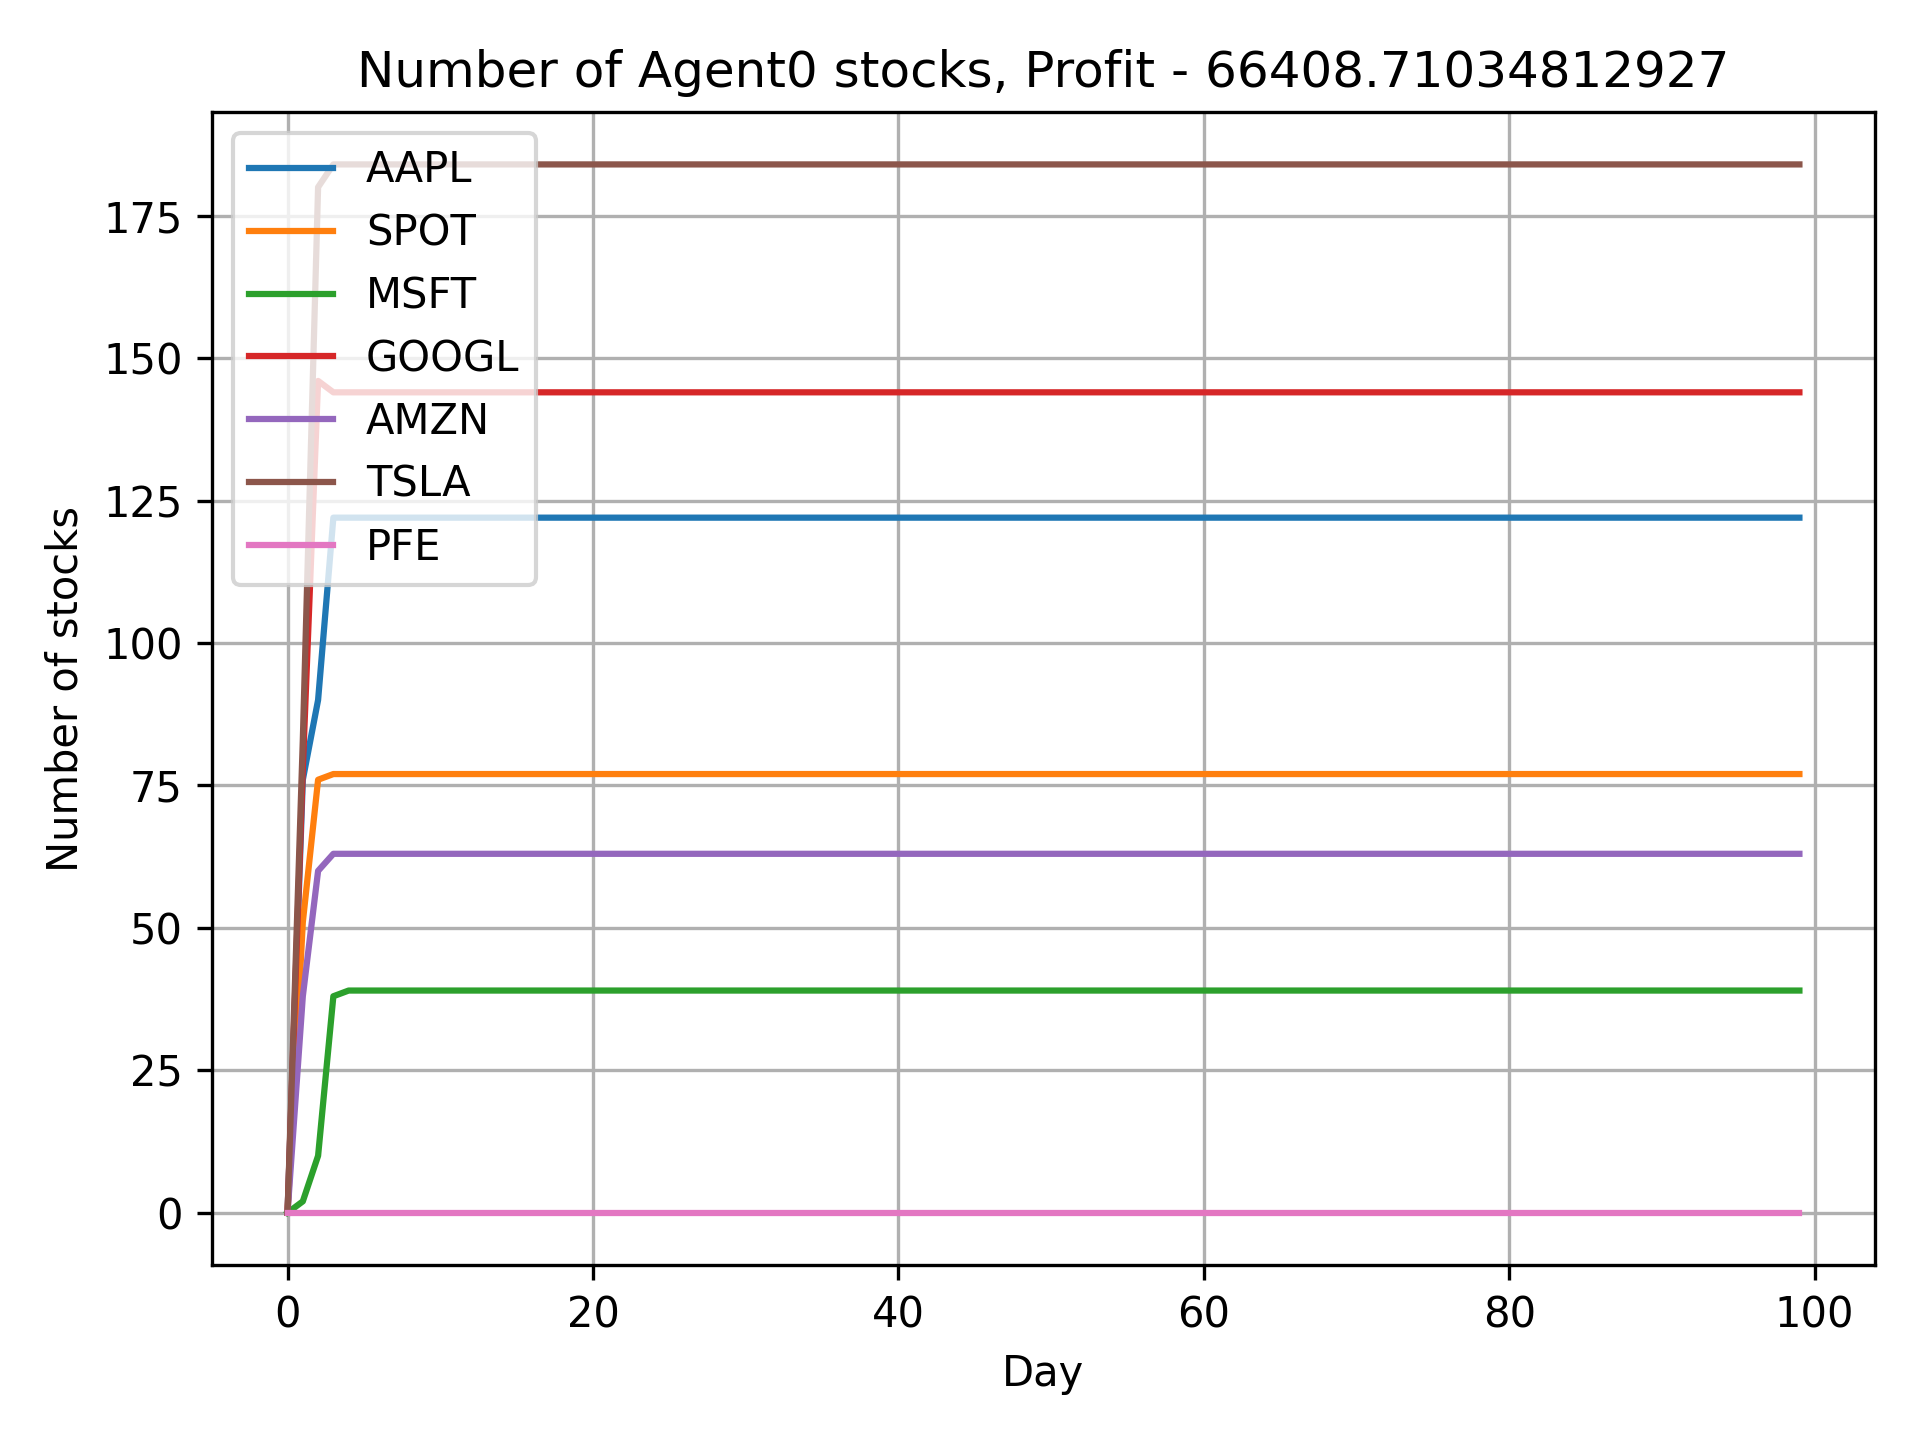 Number of Agent0 stocks, Profit - 66408.71034812927
AAPL
SPOT
MSFT
GOOGL
AMZN
TSLA
PFE
175
150
125
100
75
50
25
0
Number of stocks
0 20 40 60 80 100
Day